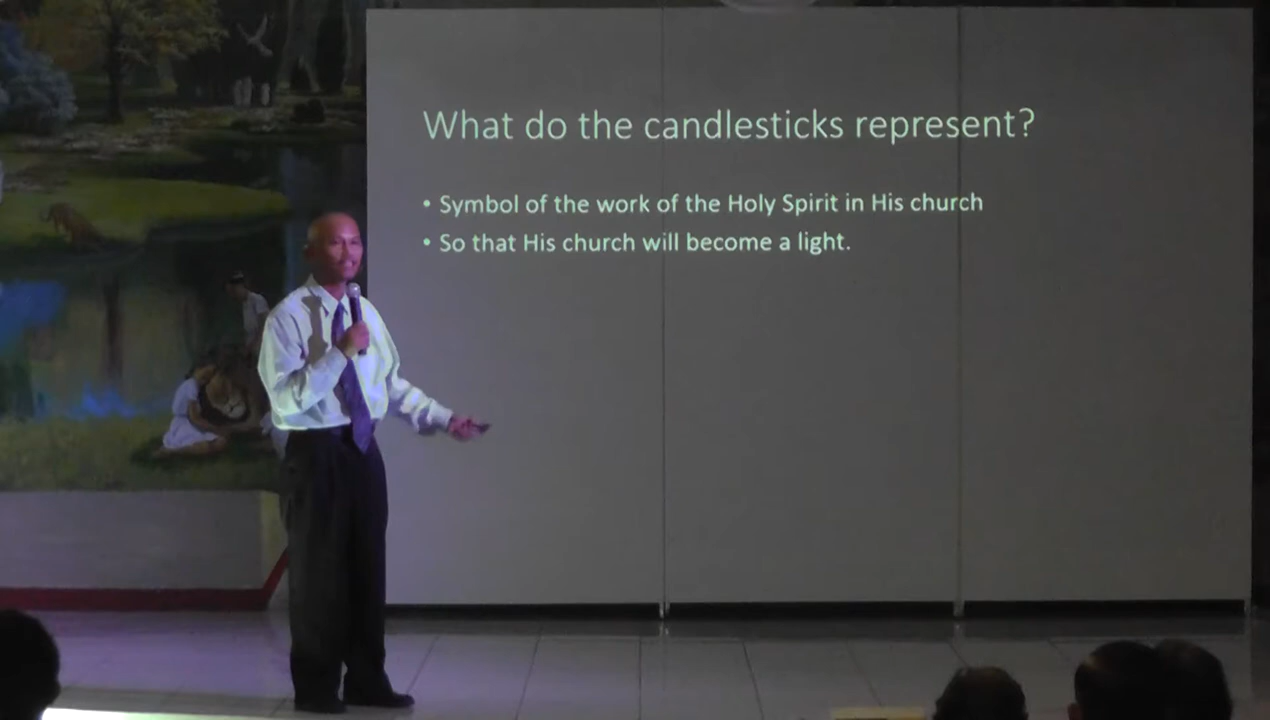 What do the candlesticks represent?
• Symbol of the work of the Holy Spirit in His church
• So that His church will become a light.